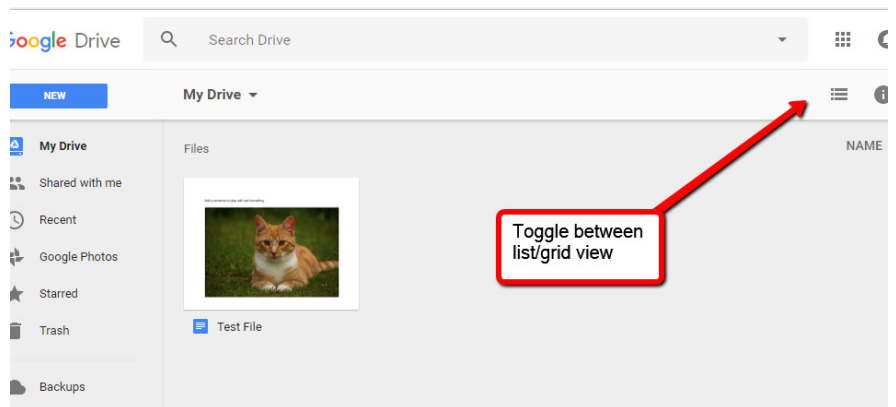 Google Drive
Search Drive
NEW
My Drive
My Drive
Files
NAME
Shared with me
Recent
Google Photos
Starred
Trash
Backups
Test File
Toggle between
list/grid view